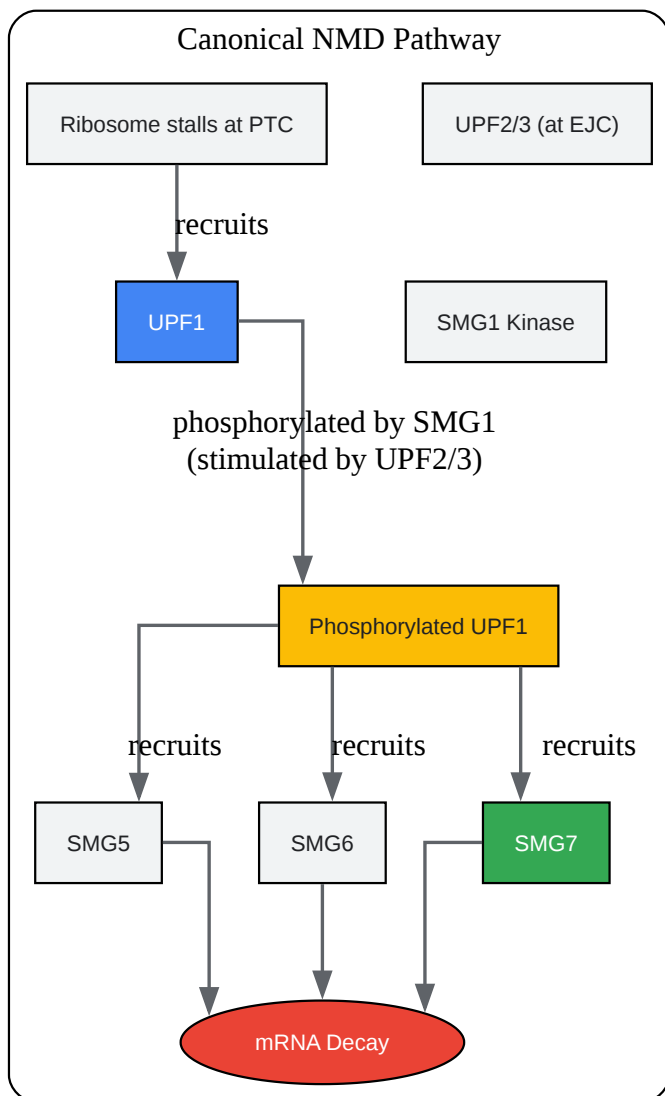 Canonical NMD Pathway
Ribosome stalls at PTC
UPF2/3 (at EJC)
recruits
UPF1
SMG1 Kinase
phosphorylated by SMG1
(stimulated by UPF2/3)
Phosphorylated UPF1
recruits
recruits
recruits
SMG5
SMG6
SMG7
mRNA Decay